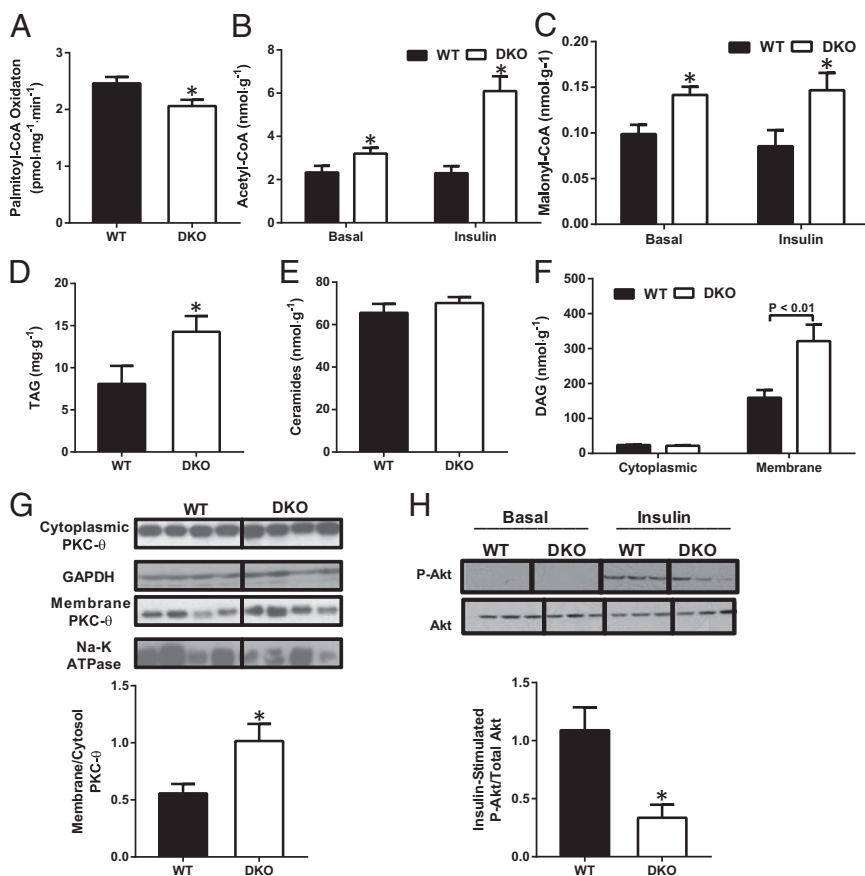 A
Palmitoyl-CoA Oxidaton
(pmol·mg-1·min-1)
3
2
1
0
*
WT
DKO
B
WT DKO
Acetyl-CoA (nmol·g-1)
8
6
4
2
0
*
*
Basal
Insulin
C
WT DKO
Malonyl-CoA (nmol·g-1)
0.20
0.15
0.10
0.05
0.00
*
*
Basal
Insulin
D
TAG (mg·g-1)
20
15
10
5
0
*
WT
DKO
E
Ceramides (nmol·g-1)
80
60
40
20
0
WT
DKO
F
WT DKO
DAG (nmol·g-1)
500
400
300
200
100
0
P < 0.01
Cytoplasmic
Membrane
G
WT DKO
Cytoplasmic
PKC-θ
GAPDH
Membrane
PKC-θ
Na-K
ATPase
Membrane/Cytosol
PKC-θ
1.5
1.0
0.5
0.0
*
WT
DKO
H
Basal Insulin
WT DKO WT DKO
P-Akt
Akt
Insulin-Stimulated
P-Akt/Total Akt
1.5
1.0
0.5
0.0
*
WT
DKO